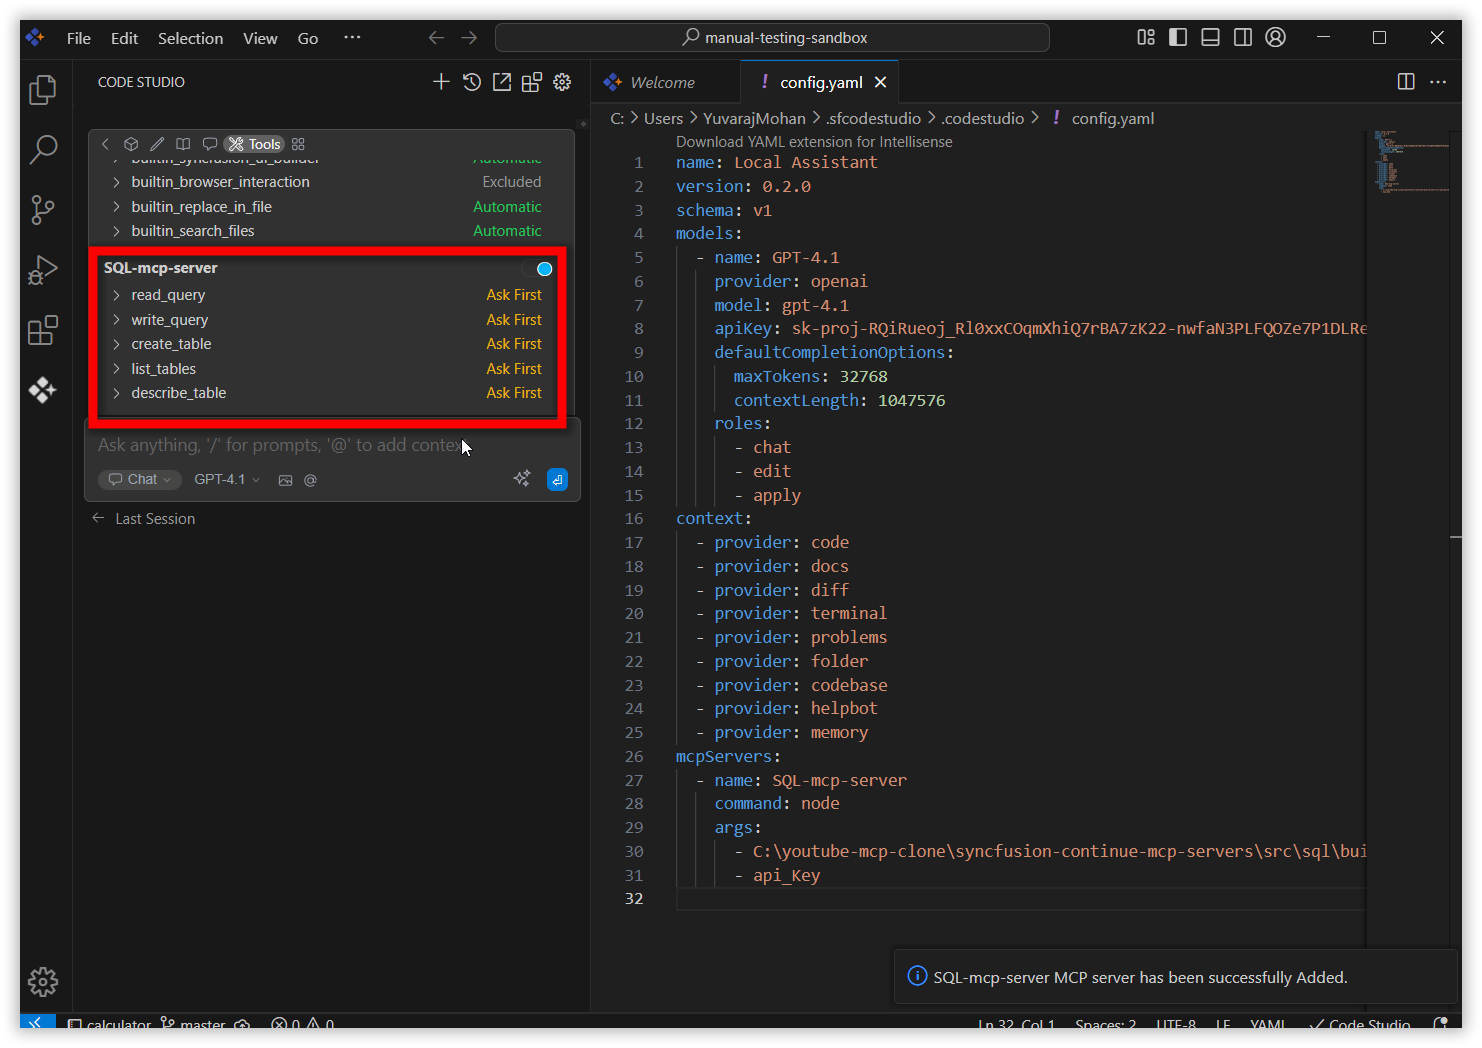 File Edit Selection View Go ··· manual-testing-sandbox
CODE STUDIO
Tools
builtin_syncfusion_ui_builder Automatic
builtin_browser_interaction Excluded
builtin_replace_in_file Automatic
builtin_search_files Automatic
SQL-mcp-server
read_query Ask First
write_query Ask First
create_table Ask First
list_tables Ask First
describe_table Ask First
Ask anything, '/' for prompts, '@' to add context
Chat GPT-4.1 @
Last Session
Welcome ! config.yaml
C: > Users > YuvarajMohan > .sfcodestudio > .codestudio > ! config.yaml
Download YAML extension for Intellisense
1 name: Local Assistant
2 version: 0.2.0
3 schema: v1
4 models:
5 - name: GPT-4.1
6 provider: openai
7 model: gpt-4.1
8 apiKey: sk-proj-RQiRueoj_Rl0xxCOqmXhiQ7rBA7zK22-nwfaN3PLFQOZe7P1DLRe
9 defaultCompletionOptions:
10 maxTokens: 32768
11 contextLength: 1047576
12 roles:
13 - chat
14 - edit
15 - apply
16 context:
17 - provider: code
18 - provider: docs
19 - provider: diff
20 - provider: terminal
21 - provider: problems
22 - provider: folder
23 - provider: codebase
24 - provider: helpbot
25 - provider: memory
26 mcpServers:
27 - name: SQL-mcp-server
28 command: node
29 args:
30 - C:\youtube-mcp-clone\syncfusion-continue-mcp-servers\src\sql\bui
31 - api_Key
32
SQL-mcp-server MCP server has been successfully Added.
calculator master 0 0 Ln 32, Col 1 Spaces: 2 UTF-8 LF YAML Code Studio